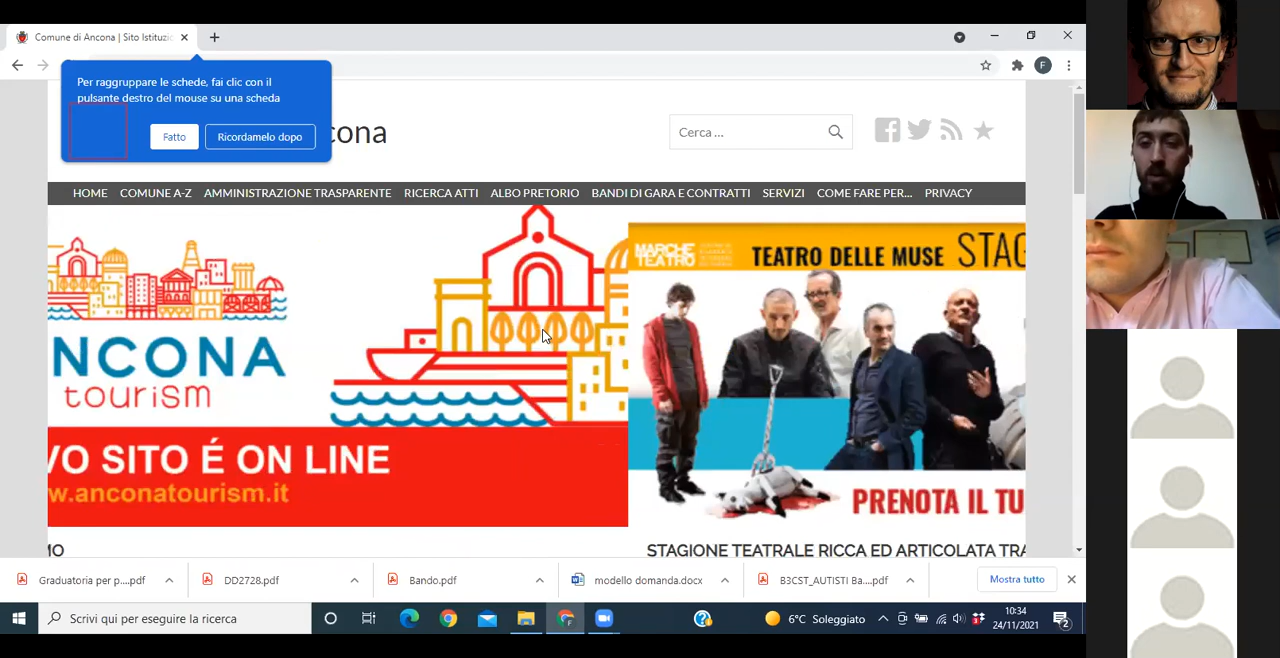 Comune di Ancona | Sito Istituzio
Per raggruppare le schede, fai clic con il
pulsante destro del mouse su una scheda
Fatto
Ricordamelo dopo
cona
Cerca ...
HOME COMUNE A-Z AMMINISTRAZIONE TRASPARENTE RICERCA ATTI ALBO PRETORIO BANDI DI GARA E CONTRATTI SERVIZI COME FARE PER... PRIVACY
NCONA
tourism
VO SITO É ON LINE
w.anconatourism.it
MARCHE
TEATRO
TEATRO DELLE MUSE STAG
PRENOTA IL TU
MO
STAGIONE TEATRALE RICCA ED ARTICOLATA TRA
Graduatoria per p....pdf
DD2728.pdf
Bando.pdf
modello domanda.docx
B3CST_AUTISTI Ba....pdf
Mostra tutto
Scrivi qui per eseguire la ricerca
6°C Soleggiato
10:34
24/11/2021
2
F